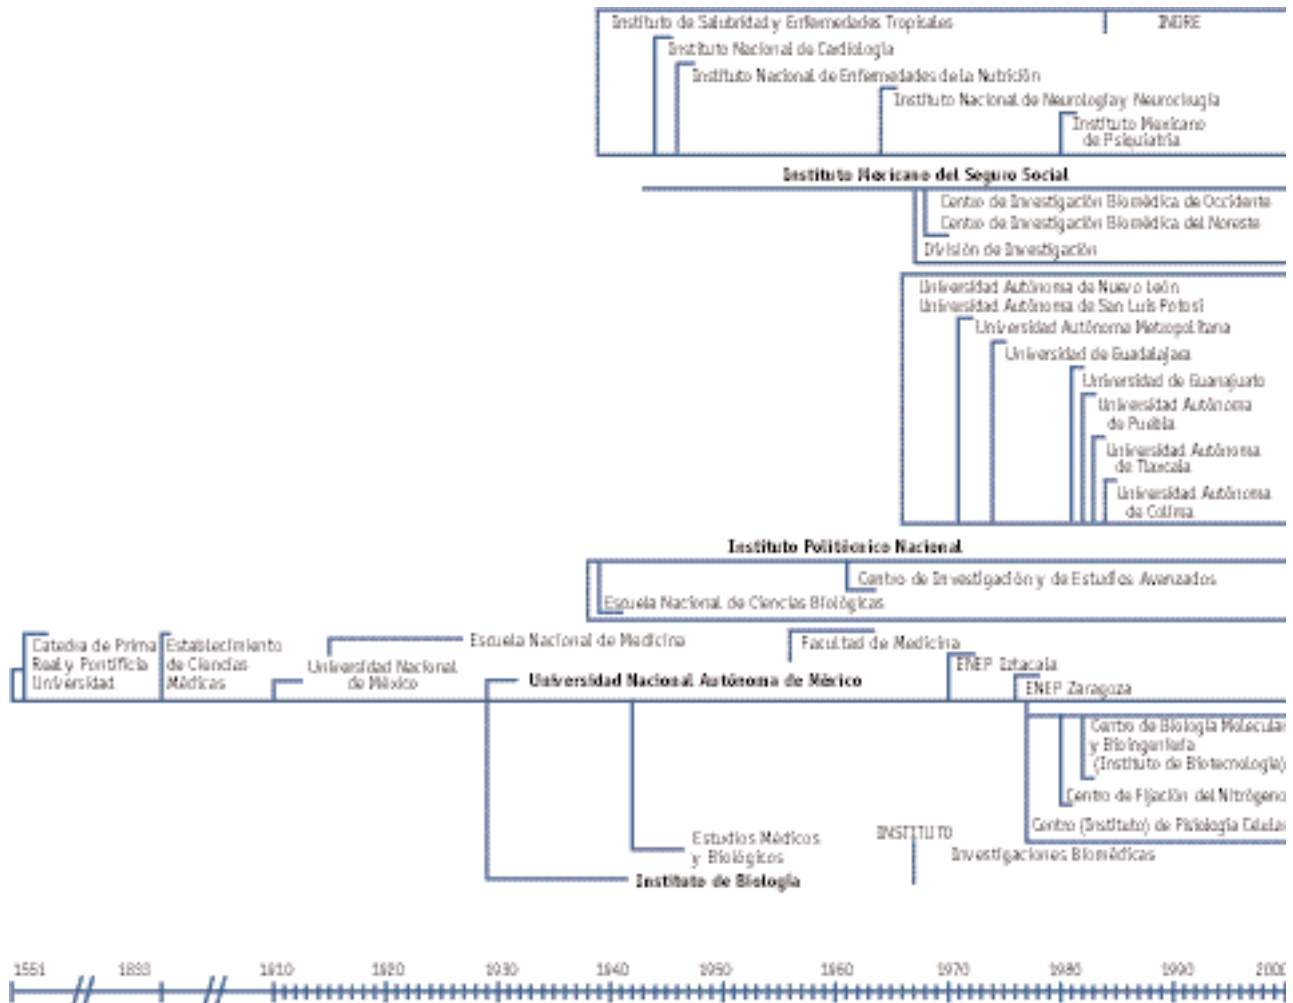 Instituto de Salubridad y Enfermedades Tropicales
INDRE
Instituto Nacional de Cardiología
Instituto Nacional de Enfermedades de La Nutrición
Instituto Nacional de Neurología y Neurocirugía
Instituto Mexicano
de Psiquiatría
Instituto Mexicano del Seguro Social
Centro de Investigación Biomédica de Occidente
Centro de Investigación Biomédica del Noreste
División de Investigación
Universidad Autónoma de Nuevo León
Universidad Autónoma de San Luis Potosí
Universidad Autónoma Metropolitana
Universidad de Guadalajara
Universidad de Guanajuato
Universidad Autónoma
de Puebla
Universidad Autónoma
de Tlaxcala
Universidad Autónoma
de Colima
Instituto Politécnico Nacional
Centro de Investigación y de Estudios Avanzados
Escuela Nacional de Ciencias Biológicas
Catedra de Prima
Real y Pontificia
Universidad
Establecimiento
de Ciencias
Médicas
Escuela Nacional de Medicina
Universidad Nacional
de México
Facultad de Medicina
Universidad Nacional Autónoma de México
ENEP Iztacala
ENEP Zaragoza
Centro de Biología Molecular
y Bioingeniería
(Instituto de Biotecnología)
Centro de Fijación del Nitrógeno
Centro (Instituto) de Fisiología Celular
Estudios Médicos
y Biológicos
INSTITUTO
Investigaciones Biomédicas
Instituto de Biología
1551 1833 1910 1920 1930 1940 1950 1960 1970 1980 1990 2000